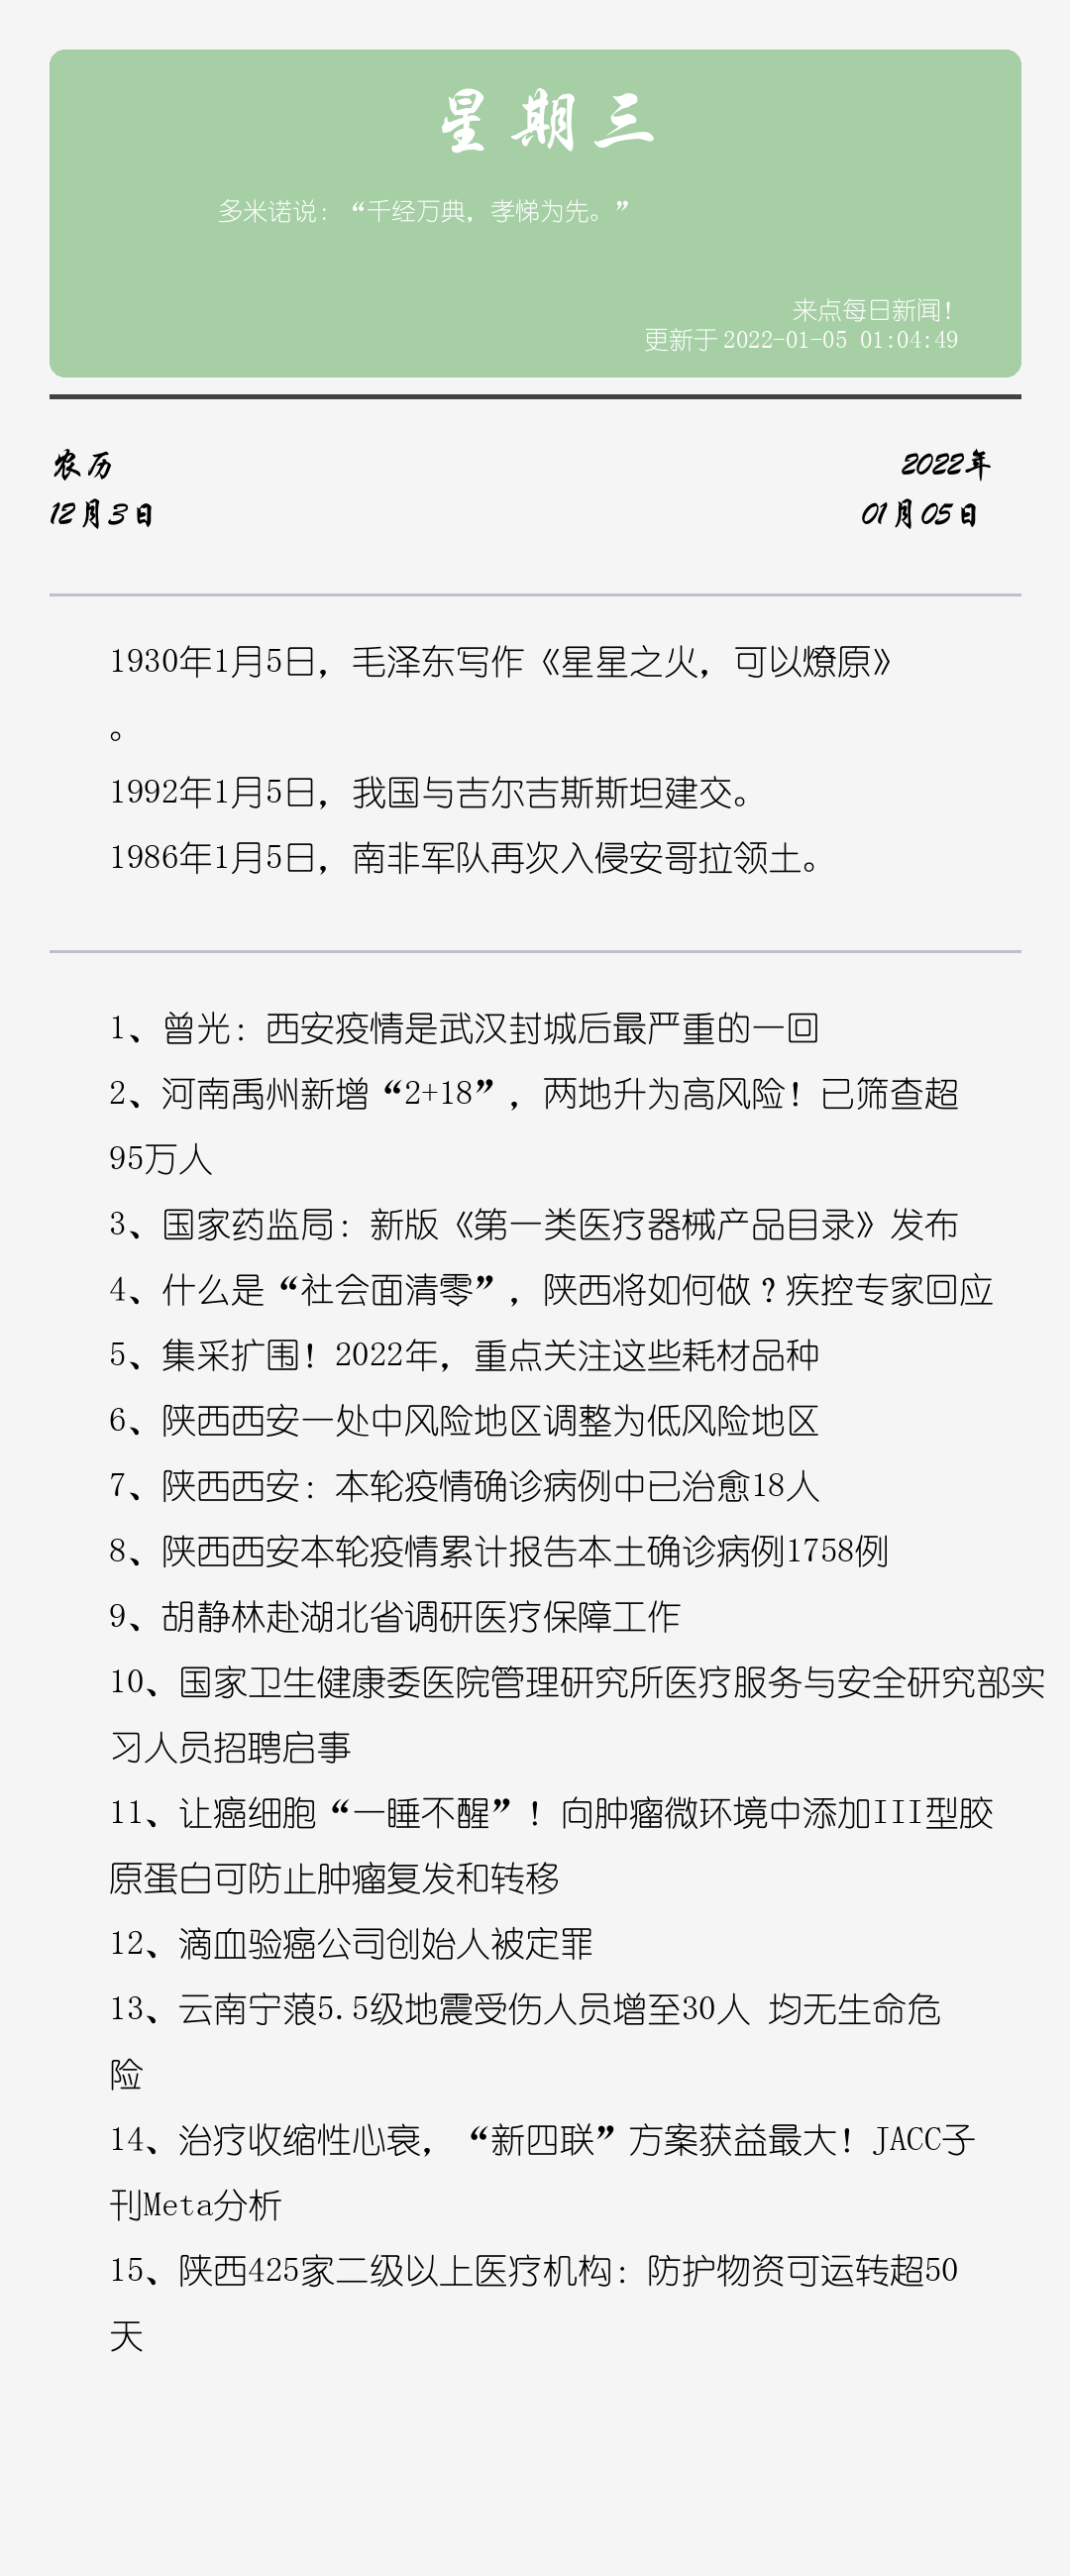 星期三
多米诺说：“千经万典，孝悌为先。”
来点每日新闻！
更新于 2022-01-05 01:04:49
农历
2022年
12月3日
01月05日
1930年1月5日，毛泽东写作《星星之火，可以燎原》
。
1992年1月5日，我国与吉尔吉斯斯坦建交。
1986年1月5日，南非军队再次入侵安哥拉领土。
1、曾光：西安疫情是武汉封城后最严重的一回
2、河南禹州新增“2+18”，两地升为高风险！已筛查超
95万人
3、国家药监局：新版《第一类医疗器械产品目录》发布
4、什么是“社会面清零”，陕西将如何做？疾控专家回应
5、集采扩围！2022年，重点关注这些耗材品种
6、陕西西安一处中风险地区调整为低风险地区
7、陕西西安：本轮疫情确诊病例中已治愈18人
8、陕西西安本轮疫情累计报告本土确诊病例1758例
9、胡静林赴湖北省调研医疗保障工作
10、国家卫生健康委医院管理研究所医疗服务与安全研究部实
习人员招聘启事
11、让癌细胞“一睡不醒”！向肿瘤微环境中添加III型胶
原蛋白可防止肿瘤复发和转移
12、滴血验癌公司创始人被定罪
13、云南宁蒗5.5级地震受伤人员增至30人 均无生命危
险
14、治疗收缩性心衰，“新四联”方案获益最大！JACC子
刊Meta分析
15、陕西425家二级以上医疗机构：防护物资可运转超50
天